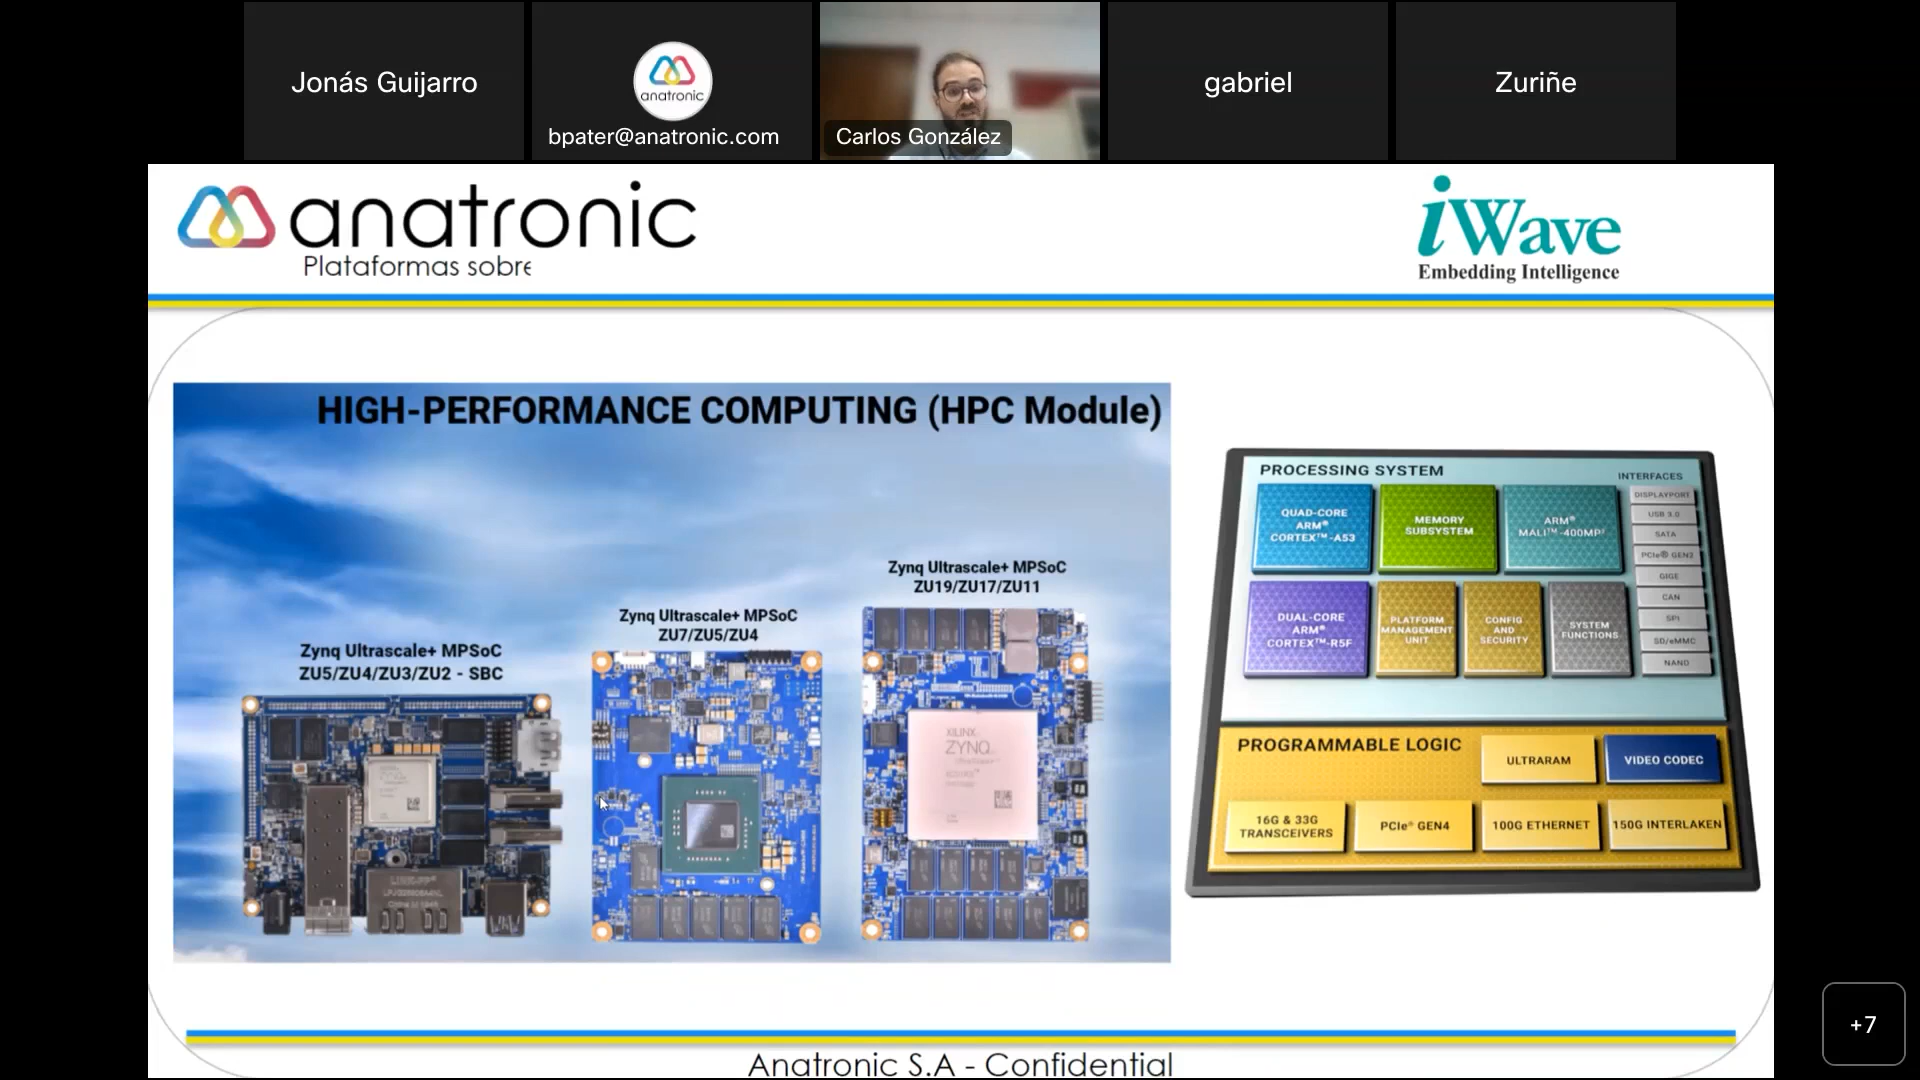 Jonás Guijarro
anatronic
bpater@anatronic.com
Carlos González
gabriel
Zuriñe
anatronic
Plataformas sobre
iWave
Embedding Intelligence
HIGH-PERFORMANCE COMPUTING (HPC Module)
Zynq Ultrascale+ MPSoC
ZU5/ZU4/ZU3/ZU2 - SBC
Zynq Ultrascale+ MPSoC
ZU7/ZU5/ZU4
Zynq Ultrascale+ MPSoC
ZU19/ZU17/ZU11
XILINX
ZYNQ
PROCESSING SYSTEM
INTERFACES
QUAD-CORE
ARM®
CORTEX™-A53
MEMORY
SUBSYSTEM
ARM®
MALI™-400MP
DISPLAYPORT
USB 3.0
SATA
PCIe® GEN2
GIGE
CAN
SPI
SD/eMMC
NAND
DUAL-CORE
ARM®
CORTEX™-R5F
PLATFORM
MANAGEMENT
UNIT
CONFIG
AND
SECURITY
SYSTEM
FUNCTIONS
PROGRAMMABLE LOGIC
ULTRARAM
VIDEO CODEC
16G & 33G
TRANSCEIVERS
PCIe® GEN4
100G ETHERNET
150G INTERLAKEN
Anatronic S.A - Confidential
+7